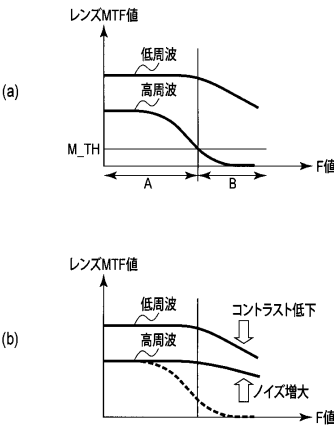 レンズMTF値
(a)
低周波
高周波
M_TH
F値
A
B
レンズMTF値
(b)
低周波
コントラスト低下
高周波
ノイズ増大
F値